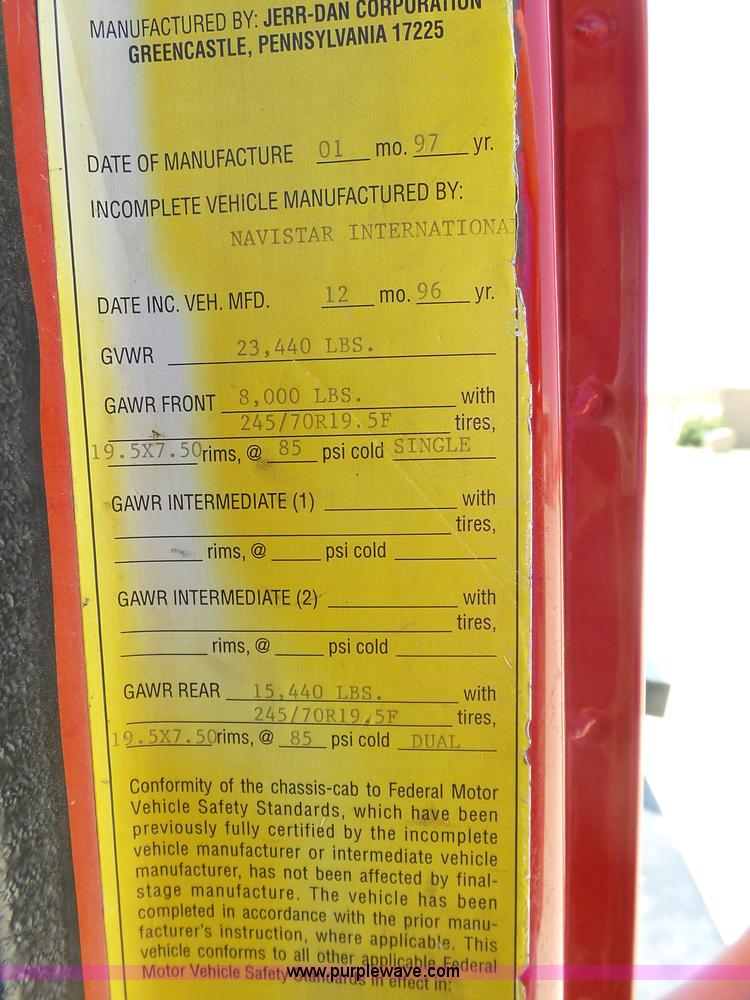 MANUFACTURED BY: JERR-DAN CORPORATION
GREENCASTLE, PENNSYLVANIA 17225
DATE OF MANUFACTURE 01 mo. 97 yr.
INCOMPLETE VEHICLE MANUFACTURED BY:
NAVISTAR INTERNATIONA
DATE INC. VEH. MFD. 12 mo. 96 yr.
GVWR 23,440 LBS.
GAWR FRONT 8,000 LBS. with
245/70R19.5F tires,
19.5X7.50 rims, @ 85 psi cold SINGLE
GAWR INTERMEDIATE (1) with
tires,
rims, @ psi cold
GAWR INTERMEDIATE (2) with
tires,
rims, @ psi cold
GAWR REAR 15,440 LBS. with
245/70R19.5F tires,
19.5X7.50 rims, @ 85 psi cold DUAL
Conformity of the chassis-cab to Federal Motor
Vehicle Safety Standards, which have been
previously fully certified by the incomplete
vehicle manufacturer or intermediate vehicle
manufacturer, has not been affected by final-
stage manufacture. The vehicle has been
completed in accordance with the prior manu-
facturer's instruction, where applicable. This
vehicle conforms to all other applicable Federal
Motor Vehicle Safety Standards in effect in:
www.purplewave.com